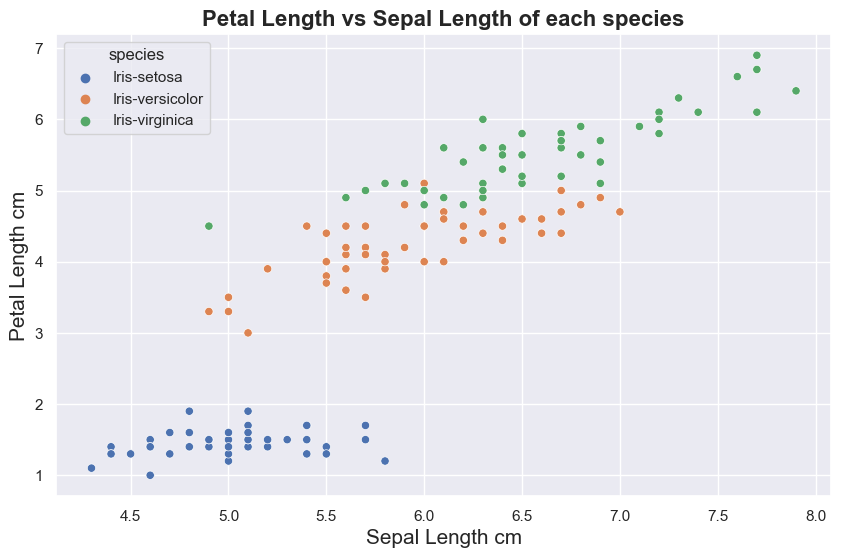 Petal Length vs Sepal Length of each species
species
Iris-setosa
Iris-versicolor
Iris-virginica
Petal Length cm
7
6
5
4
3
2
1
4.5 5.0 5.5 6.0 6.5 7.0 7.5 8.0
Sepal Length cm